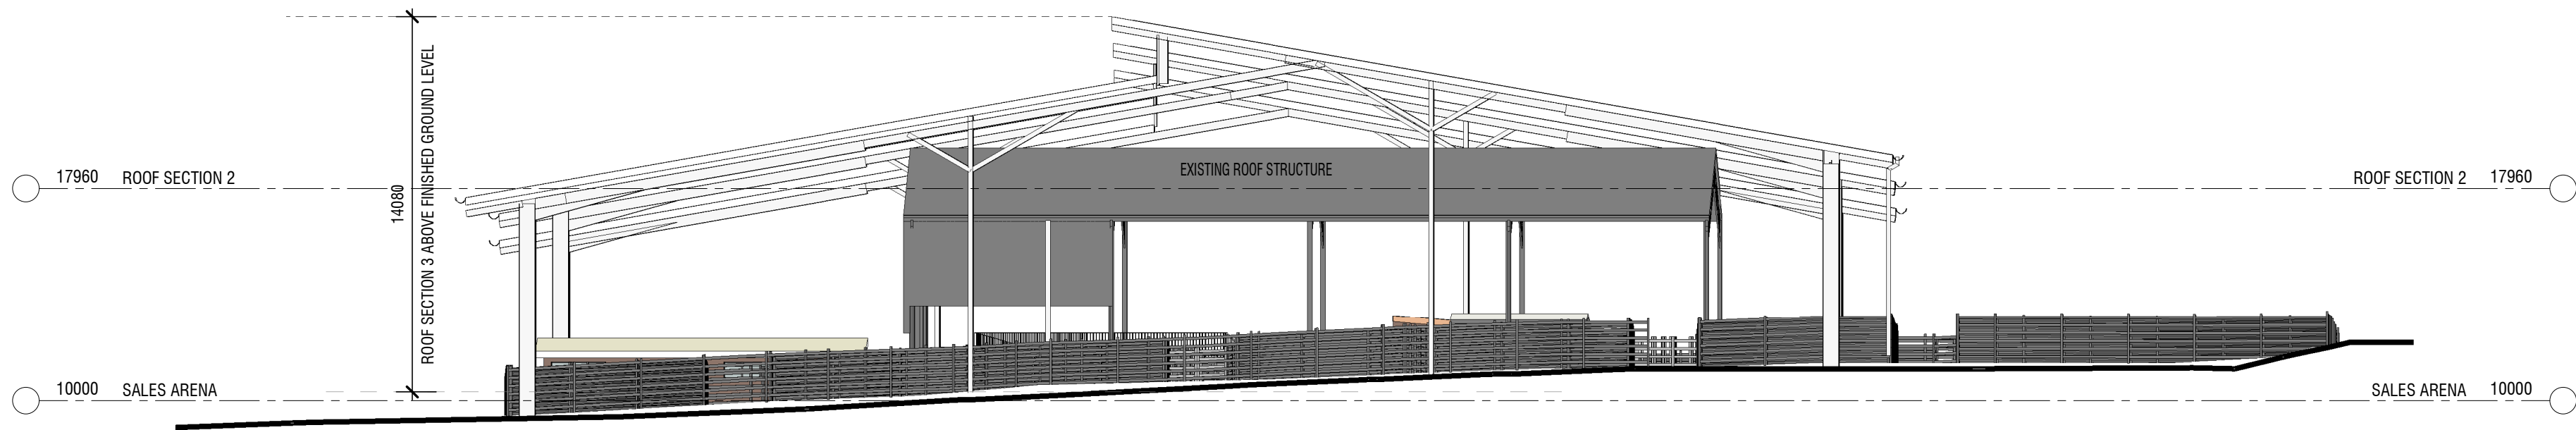 14080
ROOF SECTION 3 ABOVE FINISHED GROUND LEVEL
EXISTING ROOF STRUCTURE
17960 ROOF SECTION 2
ROOF SECTION 2 17960
10000 SALES ARENA
SALES ARENA 10000